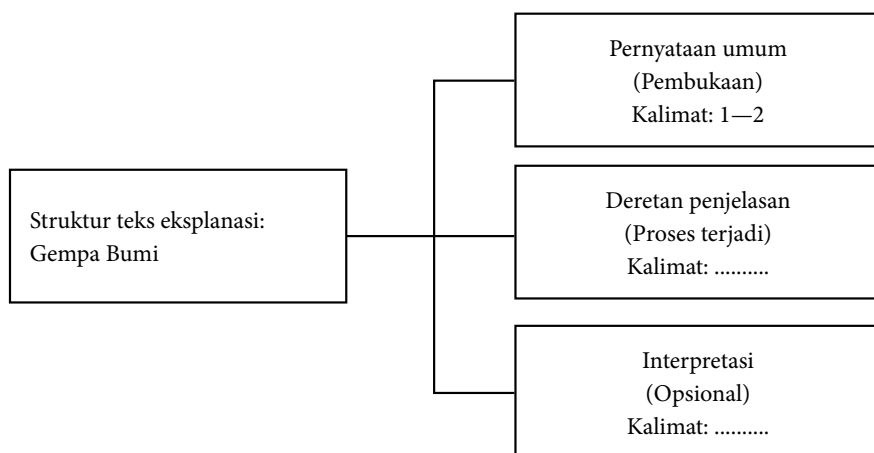 Struktur teks eksplanasi:
Gempa Bumi
Pernyataan umum
(Pembukaan)
Kalimat: 1—2
Deretan penjelasan
(Proses terjadi)
Kalimat: ..........
Interpretasi
(Opsional)
Kalimat: ..........